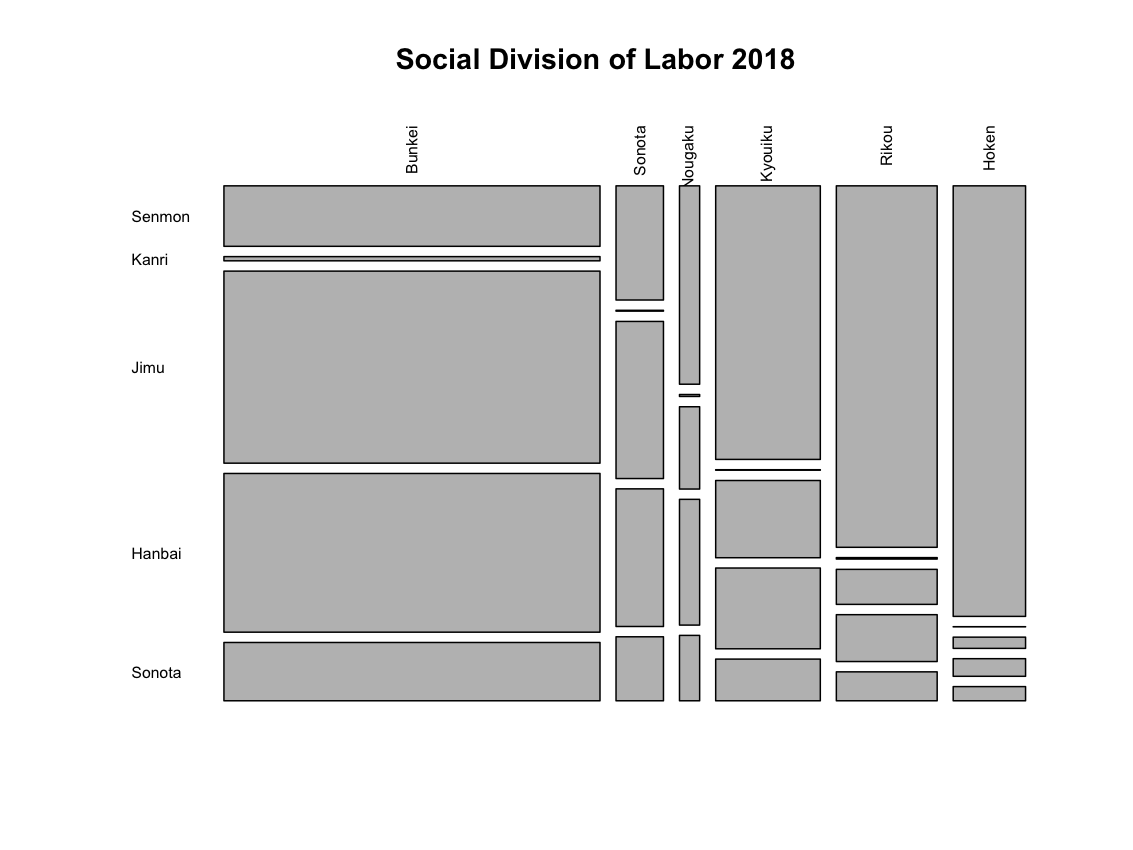 Social Division of Labor 2018
Bunkei
Sonota
Nougaku
Kyouiku
Rikou
Hoken
Senmon
Kanri
Jimu
Hanbai
Sonota